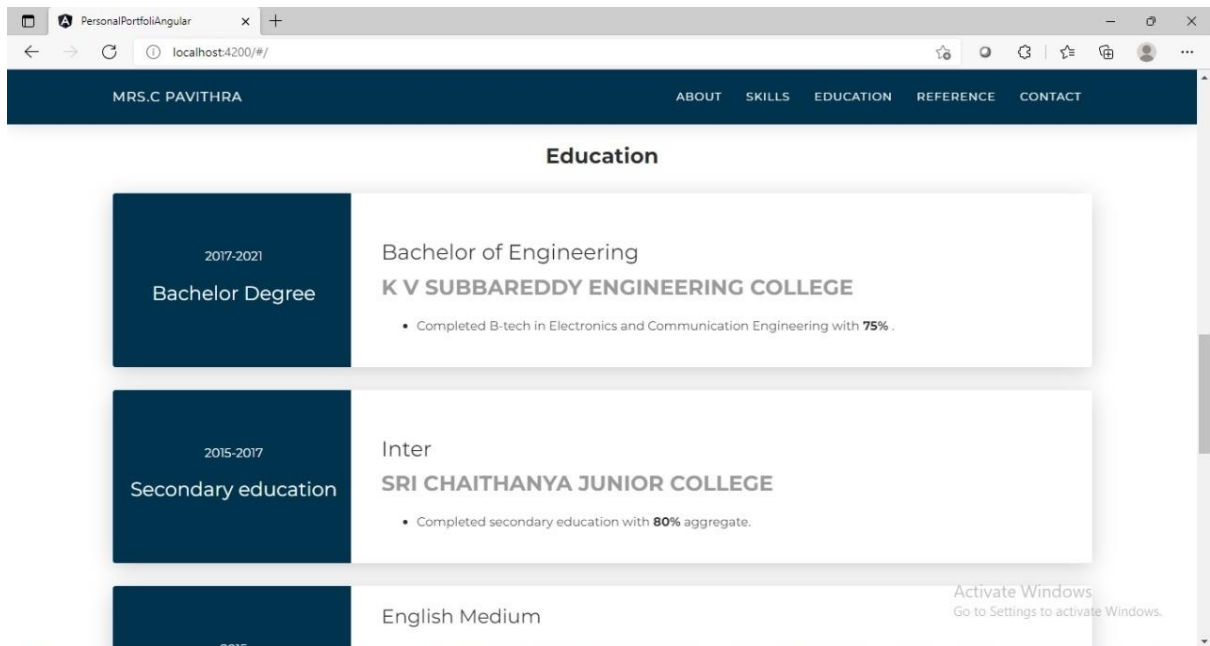 PersonalPortfoliAngular
localhost:4200/#/
MRS.C PAVITHRA
ABOUT SKILLS EDUCATION REFERENCE CONTACT
Education
2017-2021
Bachelor Degree
Bachelor of Engineering
K V SUBBAREDDY ENGINEERING COLLEGE
• Completed B-tech in Electronics and Communication Engineering with 75% .
2015-2017
Secondary education
Inter
SRI CHAITHANYA JUNIOR COLLEGE
• Completed secondary education with 80% aggregate.
English Medium
Activate Windows
Go to Settings to activate Windows.